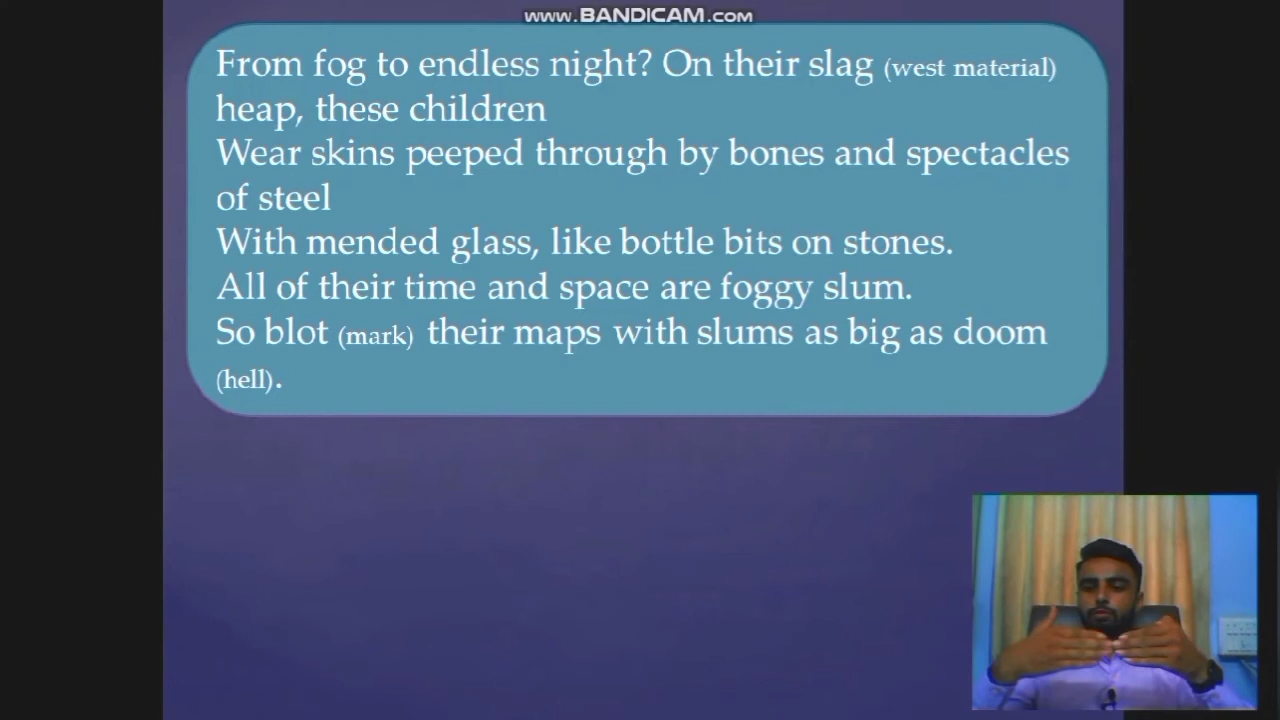 www.BANDICAM.com
From fog to endless night? On their slag (west material)
heap, these children
Wear skins peeped through by bones and spectacles
of steel
With mended glass, like bottle bits on stones.
All of their time and space are foggy slum.
So blot (mark) their maps with slums as big as doom
(hell).